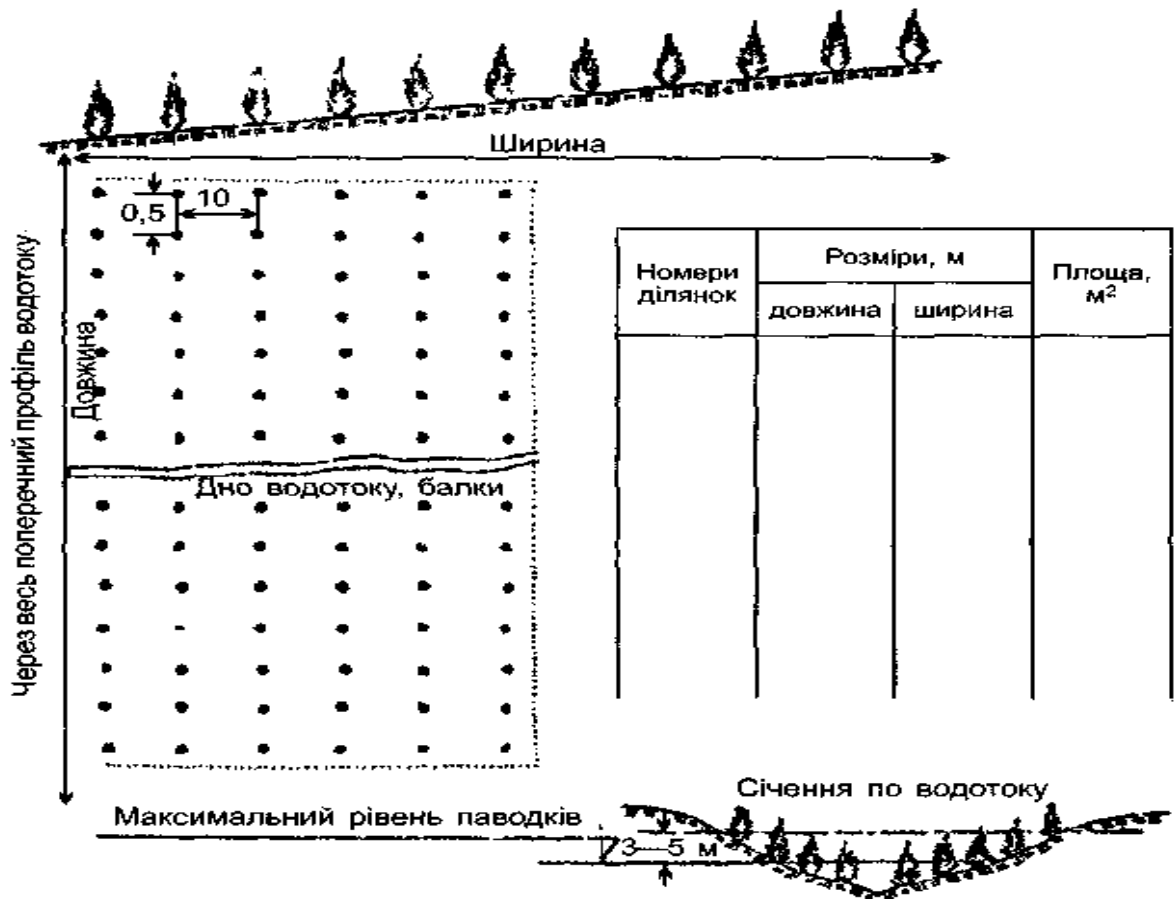 Ширина
10
0,5
Через весь поперечний профіль водотоку
Довжина
Дно водотоку, балки
Номери ділянок
Розміри, м
довжина
ширина
Площа, м²
Січення по водотоку
Максимальний рівень паводків
3—5 м